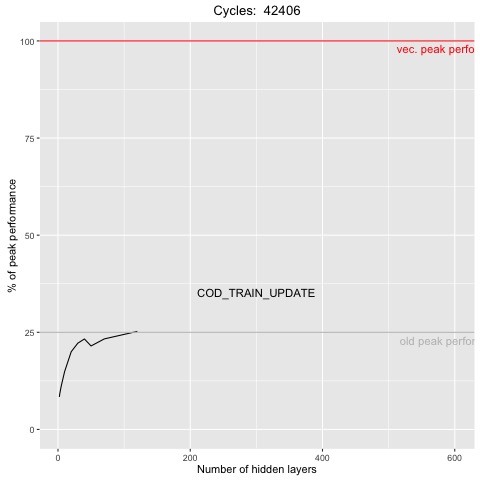 Cycles: 42406
100
vec. peak perfo
75
% of peak performance
50
COD_TRAIN_UPDATE
25
old peak perfor
0
0 200 400 600
Number of hidden layers